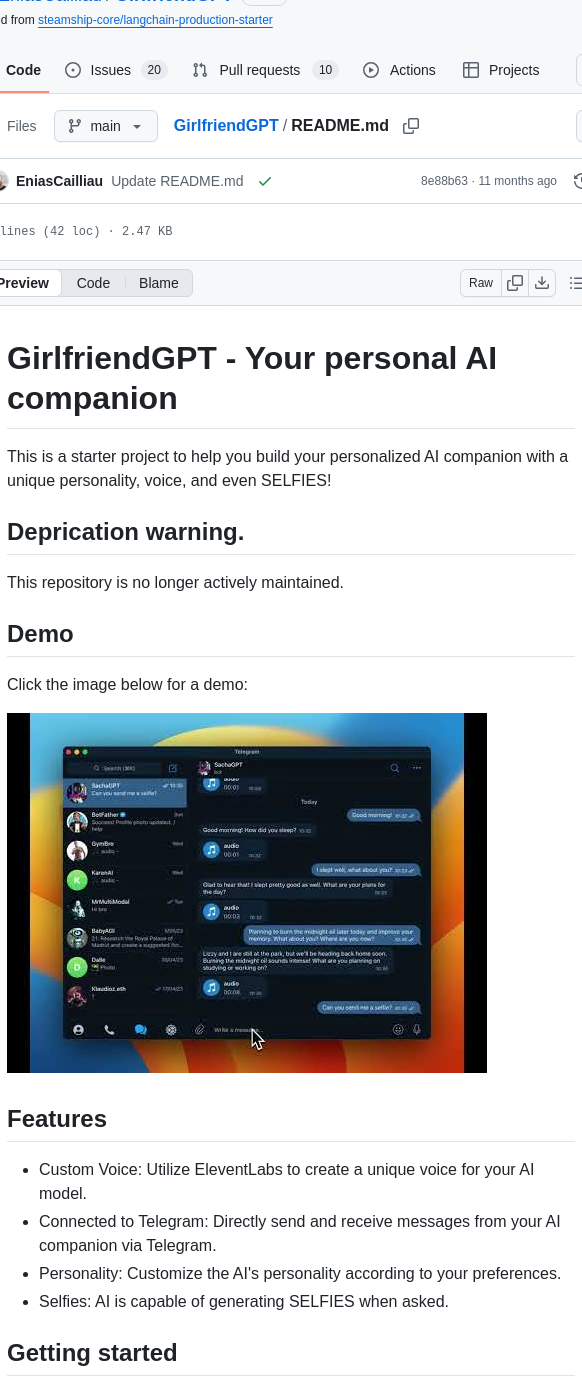 d from steamship-core/langchain-production-starter
Code Issues 20 Pull requests 10 Actions Projects
Files main GirlfriendGPT / README.md
EniasCailliau Update README.md 8e88b63 · 11 months ago
lines (42 loc) · 2.47 KB
Preview Code Blame Raw
GirlfriendGPT - Your personal AI
companion
This is a starter project to help you build your personalized AI companion with a
unique personality, voice, and even SELFIES!
Deprication warning.
This repository is no longer actively maintained.
Demo
Click the image below for a demo:
Telegram
Search (⌘K)
SachaGPT
Can you send me a selfie?
BotFather
Success! Profile photo updated. /
help
GymBro
audio
KarenAI
audio
MrMultiModal
Hi bro
BabyAGI
21: Research the Royal Palace of
Madrid and create a suggested
Dalle
Photo
Klaudioz.eth
SachaGPT
bot
audio
00:01
Today
Good morning!
Good morning! How did you sleep?
audio
00:01
I slept well, what about you?
Glad to hear that! I slept pretty good as well. What are your plans for
the day?
audio
00:03
Planning to burn the midnight oil later today and improve your
memory. What about you? Where are you now?
Lizzy and I are still at the park, but we'll be heading back home soon.
Burning the midnight oil sounds intense! What are you planning on
studying or working on?
audio
00:08
Can you send me a selfie?
Write a message...
Features
Custom Voice: Utilize EleventLabs to create a unique voice for your AI
model.
Connected to Telegram: Directly send and receive messages from your AI
companion via Telegram.
Personality: Customize the AI's personality according to your preferences.
Selfies: AI is capable of generating SELFIES when asked.
Getting started